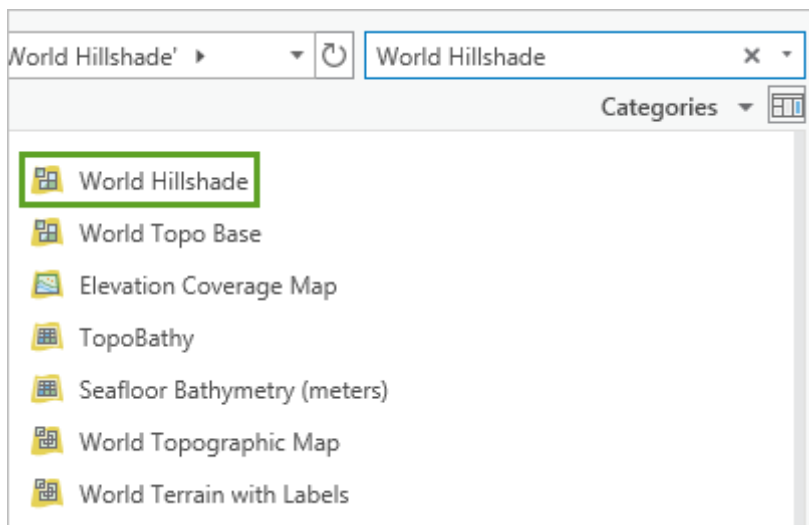 World Hillshade' World Hillshade
Categories
World Hillshade
World Topo Base
Elevation Coverage Map
TopoBathy
Seafloor Bathymetry (meters)
World Topographic Map
World Terrain with Labels